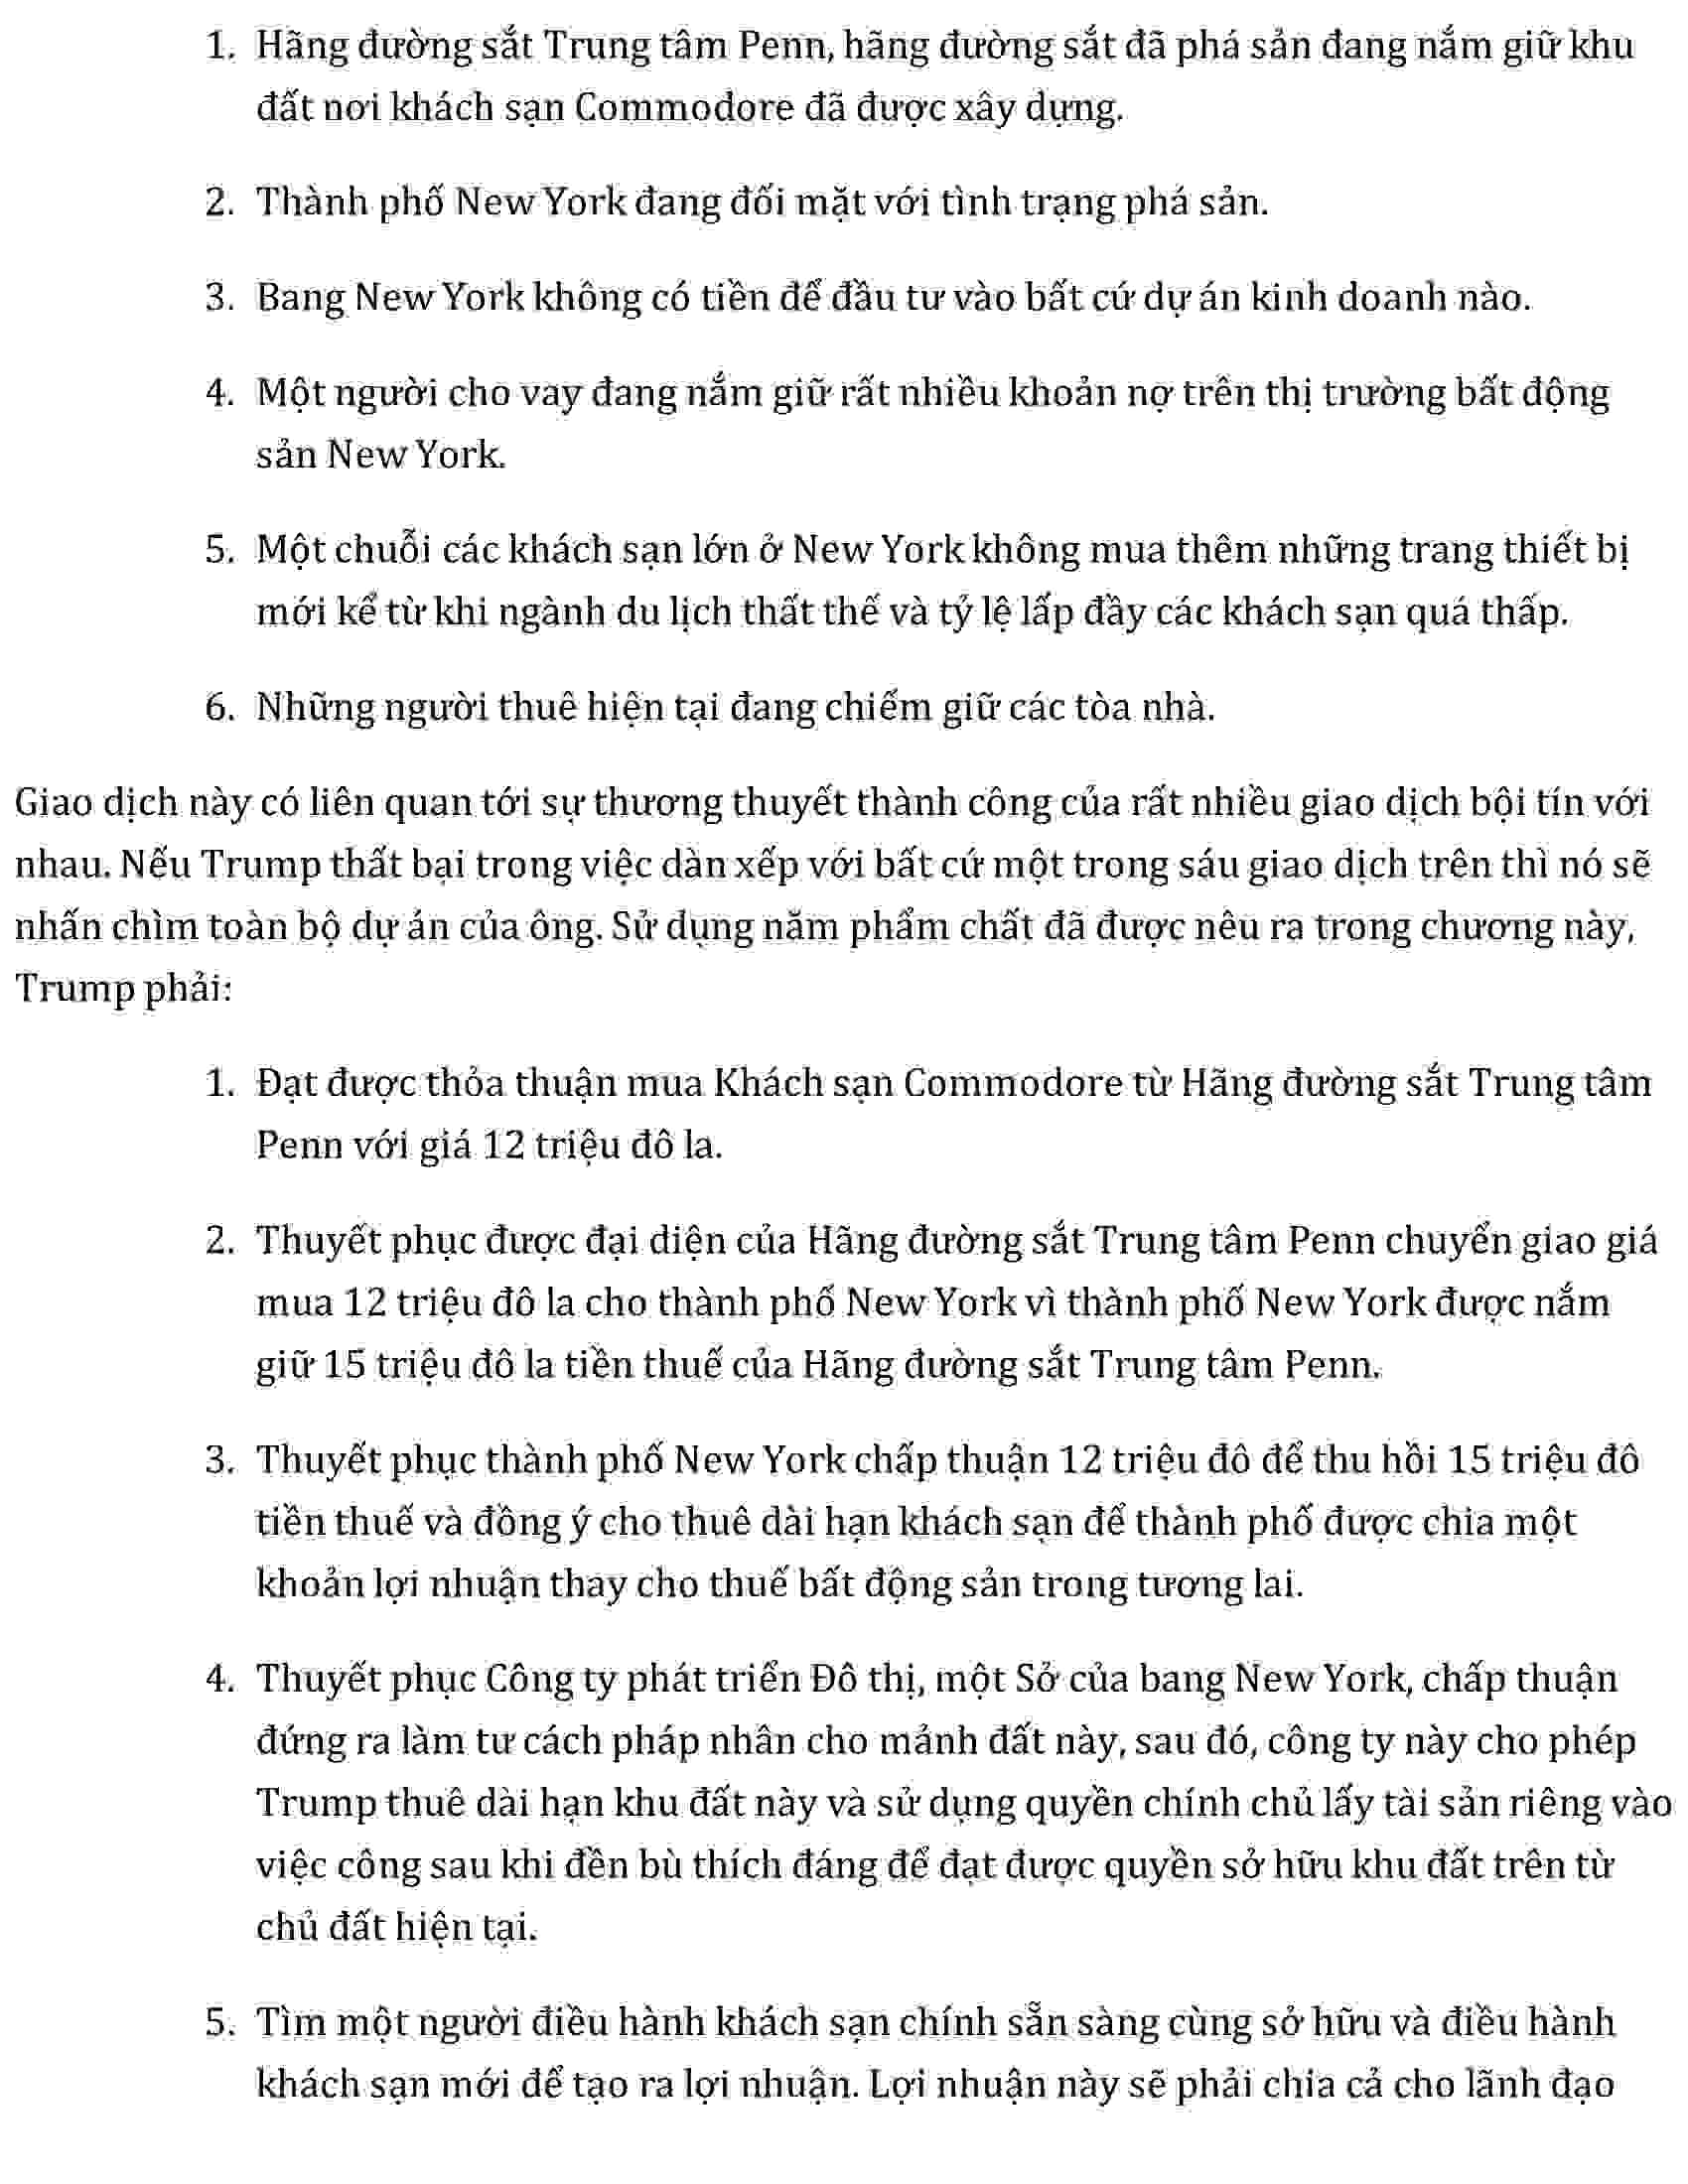 1. Hãng đường sắt Trung tâm Penn, hãng đường sắt đã phá sản đang nắm giữ khu
đất nơi khách sạn Commodore đã được xây dựng.
2. Thành phố New York đang đối mặt với tình trạng phá sản.
3. Bang New York không có tiền để đầu tư vào bất cứ dự án kinh doanh nào.
4. Một người cho vay đang nắm giữ rất nhiều khoản nợ trên thị trường bất động
sản New York.
5. Một chuỗi các khách sạn lớn ở New York không mua thêm những trang thiết bị
mới kể từ khi ngành du lịch thất thế và tỷ lệ lấp đầy các khách sạn quá thấp.
6. Những người thuê hiện tại đang chiếm giữ các tòa nhà.
Giao dịch này có liên quan tới sự thương thuyết thành công của rất nhiều giao dịch bội tín với
nhau. Nếu Trump thất bại trong việc dàn xếp với bất cứ một trong sáu giao dịch trên thì nó sẽ
nhấn chìm toàn bộ dự án của ông. Sử dụng năm phẩm chất đã được nêu ra trong chương này,
Trump phải:
1. Đạt được thỏa thuận mua Khách sạn Commodore từ Hãng đường sắt Trung tâm
Penn với giá 12 triệu đô la.
2. Thuyết phục được đại diện của Hãng đường sắt Trung tâm Penn chuyển giao giá
mua 12 triệu đô la cho thành phố New York vì thành phố New York được nắm
giữ 15 triệu đô la tiền thuế của Hãng đường sắt Trung tâm Penn.
3. Thuyết phục thành phố New York chấp thuận 12 triệu đô để thu hồi 15 triệu đô
tiền thuế và đồng ý cho thuê dài hạn khách sạn để thành phố được chia một
khoản lợi nhuận thay cho thuế bất động sản trong tương lai.
4. Thuyết phục Công ty phát triển Đô thị, một Sở của bang New York, chấp thuận
đứng ra làm tư cách pháp nhân cho mảnh đất này, sau đó, công ty này cho phép
Trump thuê dài hạn khu đất này và sử dụng quyền chính chủ lấy tài sản riêng vào
việc công sau khi đền bù thích đáng để đạt được quyền sở hữu khu đất trên từ
chủ đất hiện tại.
5. Tìm một người điều hành khách sạn chính sẵn sàng cùng sở hữu và điều hành
khách sạn mới để tạo ra lợi nhuận. Lợi nhuận này sẽ phải chia cả cho lãnh đạo